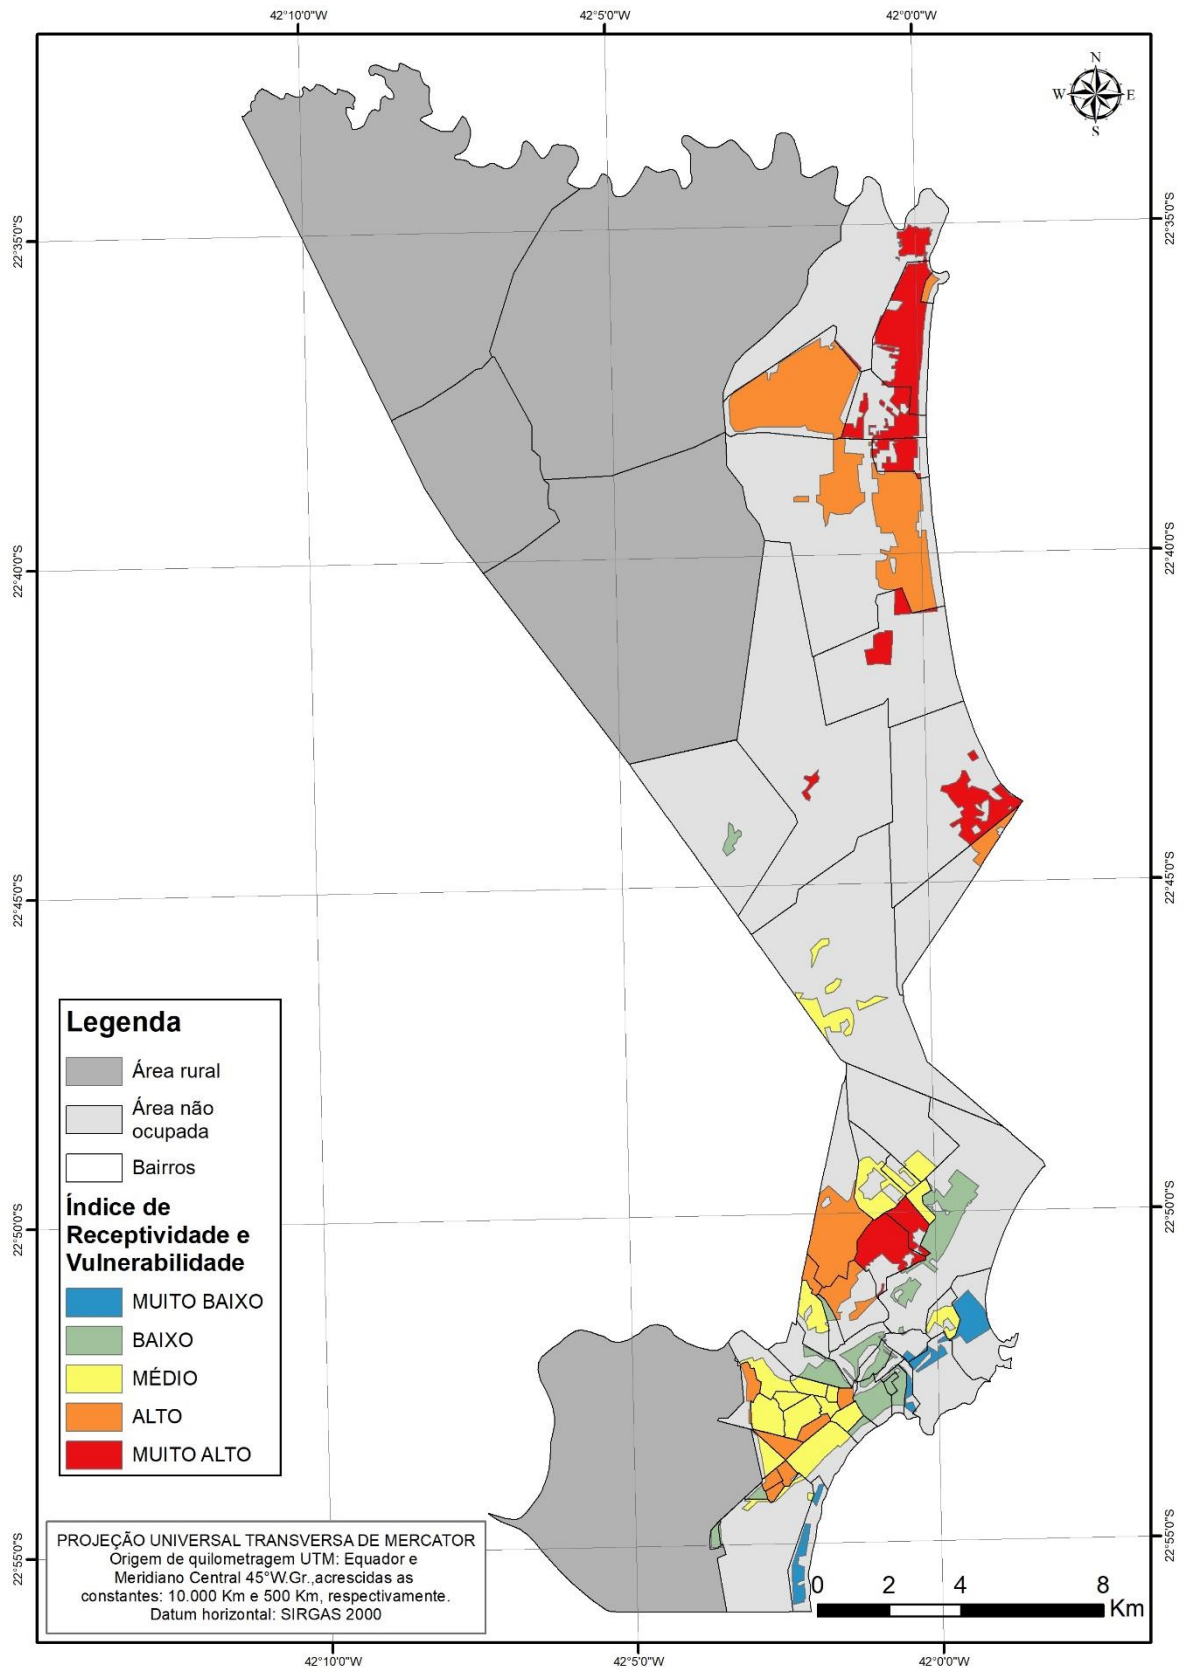 42°10'0"W
42°5'0"W
42°0'0"W
N
W
E
S
22°35'0"S
22°35'0"S
22°40'0"S
22°40'0"S
22°45'0"S
22°45'0"S
22°50'0"S
22°50'0"S
22°55'0"S
22°55'0"S
Legenda
Área rural
Área não
ocupada
Bairros
Índice de
Receptividade e
Vulnerabilidade
MUITO BAIXO
BAIXO
MÉDIO
ALTO
MUITO ALTO
PROJEÇÃO UNIVERSAL TRANSVERSA DE MERCATOR
Origem de quilometragem UTM: Equador e
Meridiano Central 45°W.Gr.,acrescidas as
constantes: 10.000 Km e 500 Km, respectivamente.
Datum horizontal: SIRGAS 2000
0
2
4
8
Km
42°10'0"W
42°5'0"W
42°0'0"W